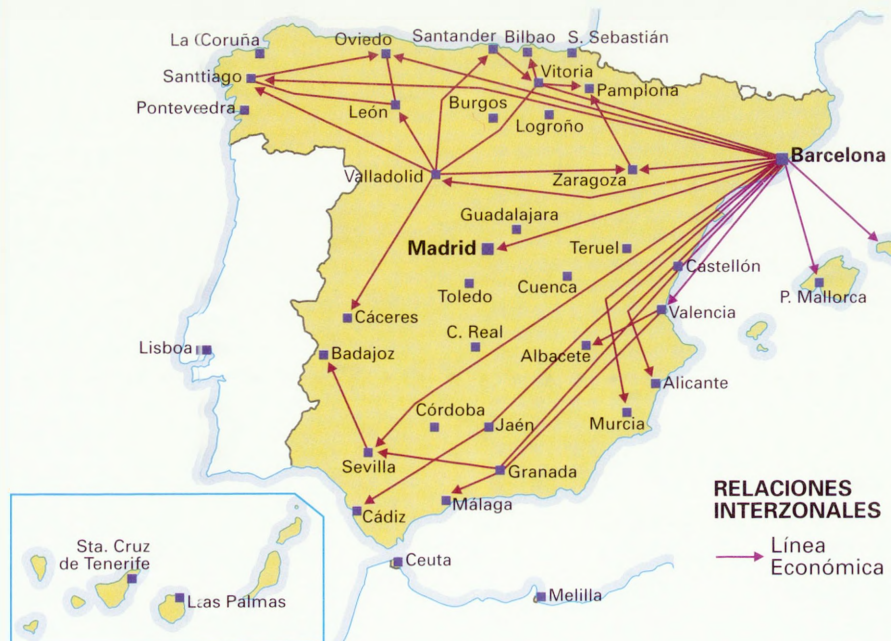 La (Coruña
Oviedo
Santander
Bilbao
S. Sebastián
Santtiago
Vitoria
Pamplona
Pontevedra
León
Burgos
Logroño
Barcelona
Valladolid
Zaragoza
Guadalajara
Madrid
Teruel
Castellón
Toledo
Cuenca
P. Mallorca
Cáceres
Valencia
C. Real
Lisboa
Badajoz
Albacete
Alicante
Córdoba
Jaén
Murcia
Sevilla
Granada
Cádiz
Málaga
RELACIONES
INTERZONALES
Línea
Económica
Sta. Cruz
de Tenerife
Ceuta
Llas Palmas
Melilla